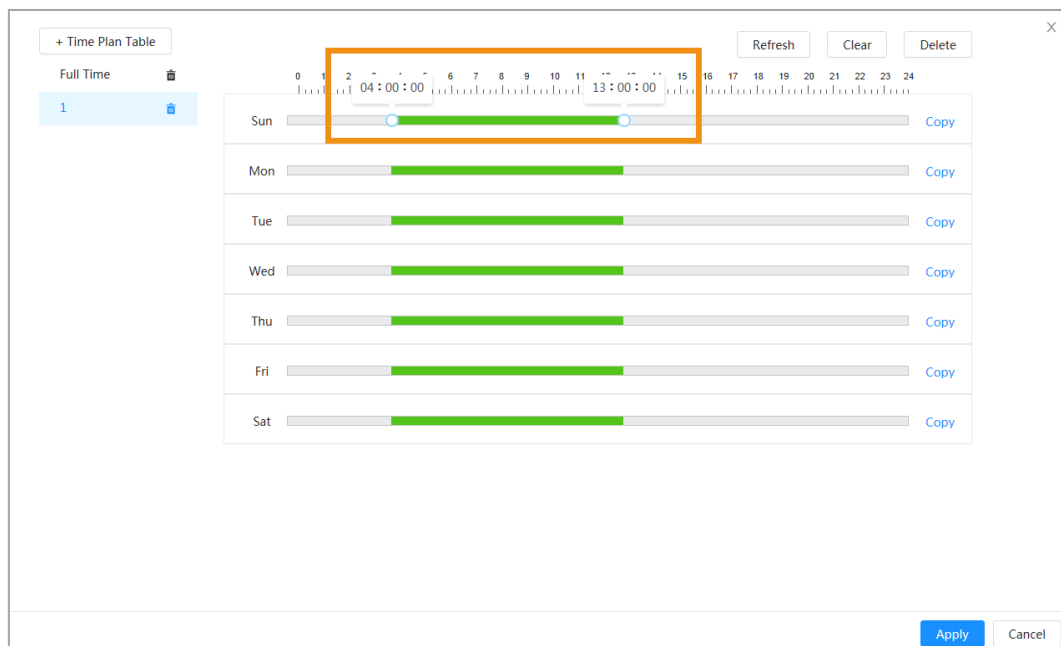 X
+ Time Plan Table
Refresh Clear Delete
Full Time
0 1 2 6 7 8 9 10 11 15 16 17 18 19 20 21 22 23 24
04:00:00 13:00:00
1
Sun Copy
Mon Copy
Tue Copy
Wed Copy
Thu Copy
Fri Copy
Sat Copy
Apply Cancel